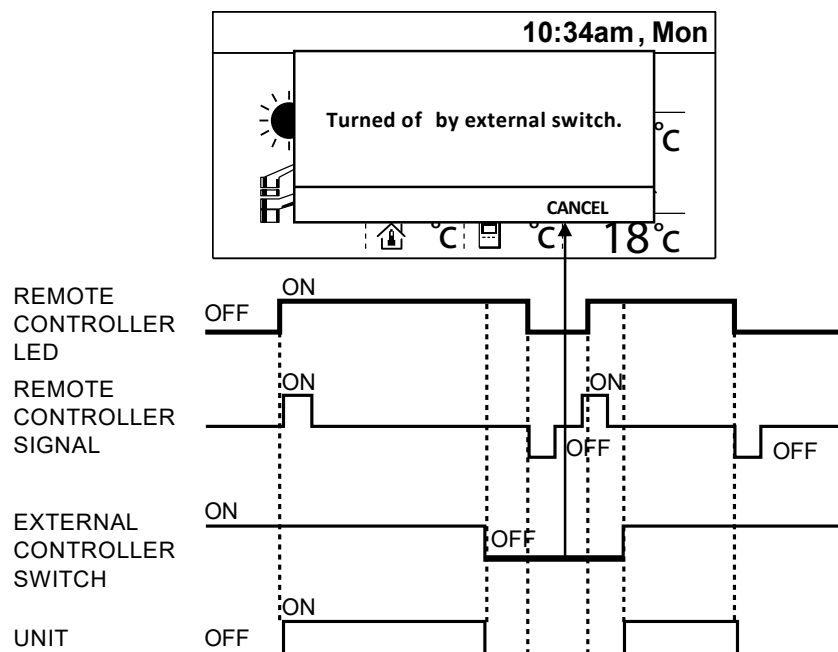 10:34am , Mon
Turned of by external switch.
°C
CANCEL
°C °C 18°C
REMOTE
CONTROLLER
LED
OFF
ON
REMOTE
CONTROLLER
SIGNAL
ON
OFF
ON
OFF
EXTERNAL
CONTROLLER
SWITCH
ON
OFF
UNIT
OFF
ON